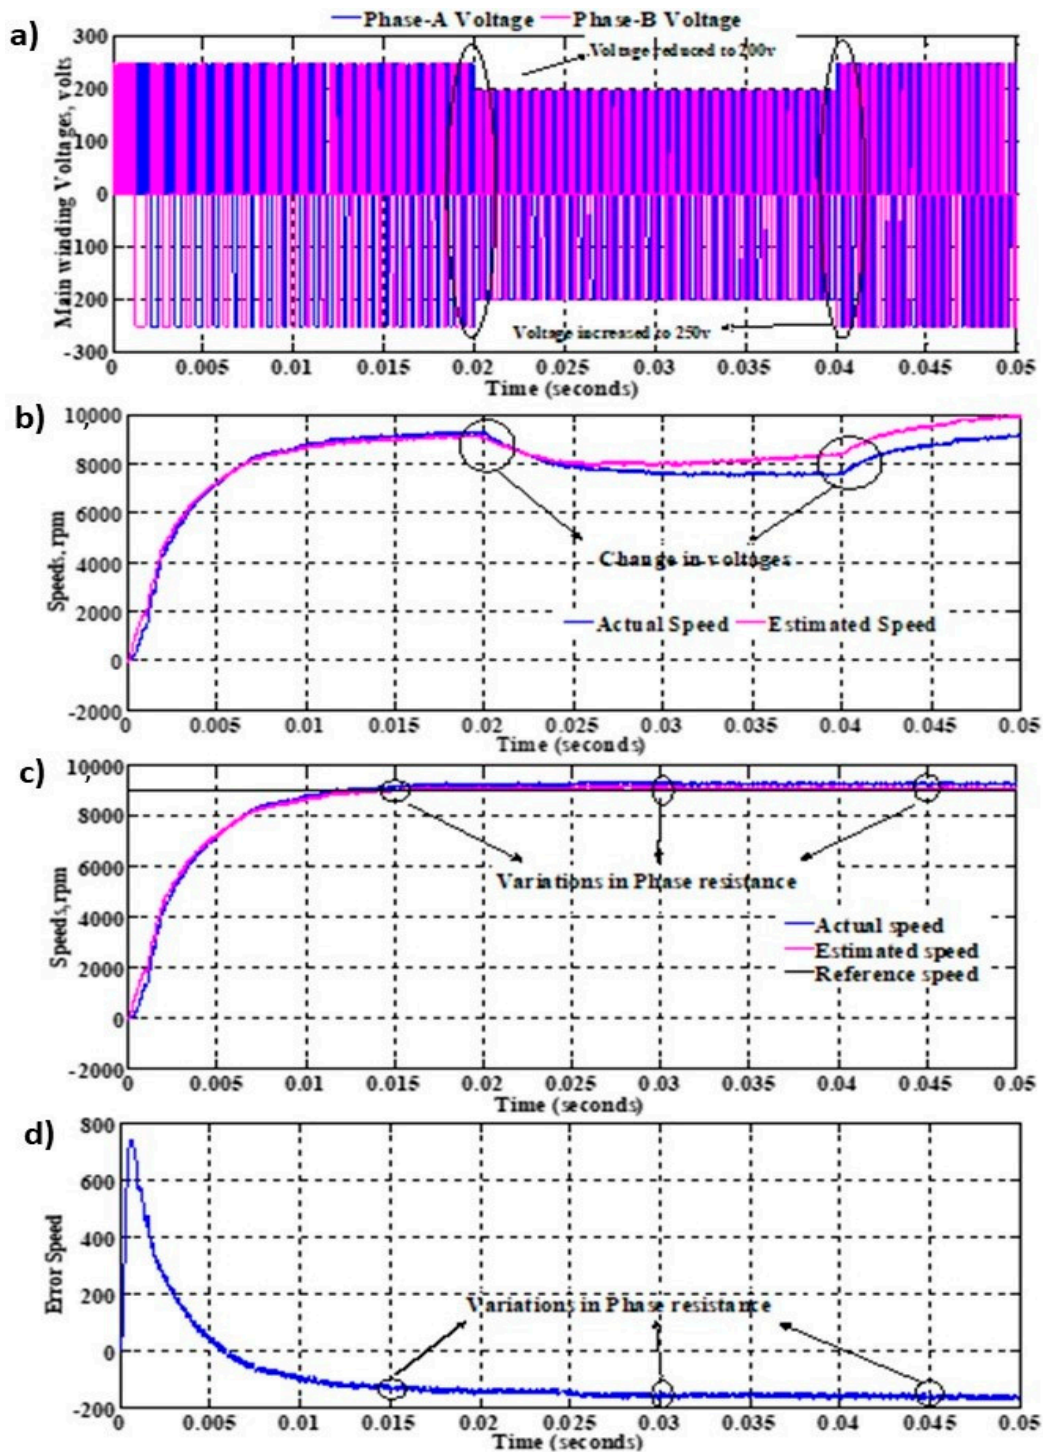 Phase-A Voltage Phase-B Voltage
a)
300
Voltage reduced to 200v
200
100
0
-100
-200
-300
Main winding Voltages, volts
Voltage increased to 250v
0 0.005 0.01 0.015 0.02 0.025 0.03 0.035 0.04 0.045 0.05
Time (seconds)
b)
10000
8000
6000
4000
2000
0
-2000
Speeds, rpm
Change in voltages
Actual Speed Estimated Speed
0 0.005 0.01 0.015 0.02 0.025 0.03 0.035 0.04 0.045 0.05
Time (seconds)
c)
10000
8000
6000
4000
2000
0
-2000
Speeds,rpm
Variations in Phase resistance
Actual speed
Estimated speed
Reference speed
0 0.005 0.01 0.015 0.02 0.025 0.03 0.035 0.04 0.045 0.05
Time (seconds)
d)
800
600
400
200
0
-200
Error Speed
Variations in Phase resistance
0 0.005 0.01 0.015 0.02 0.025 0.03 0.035 0.04 0.045 0.05
Time (seconds)